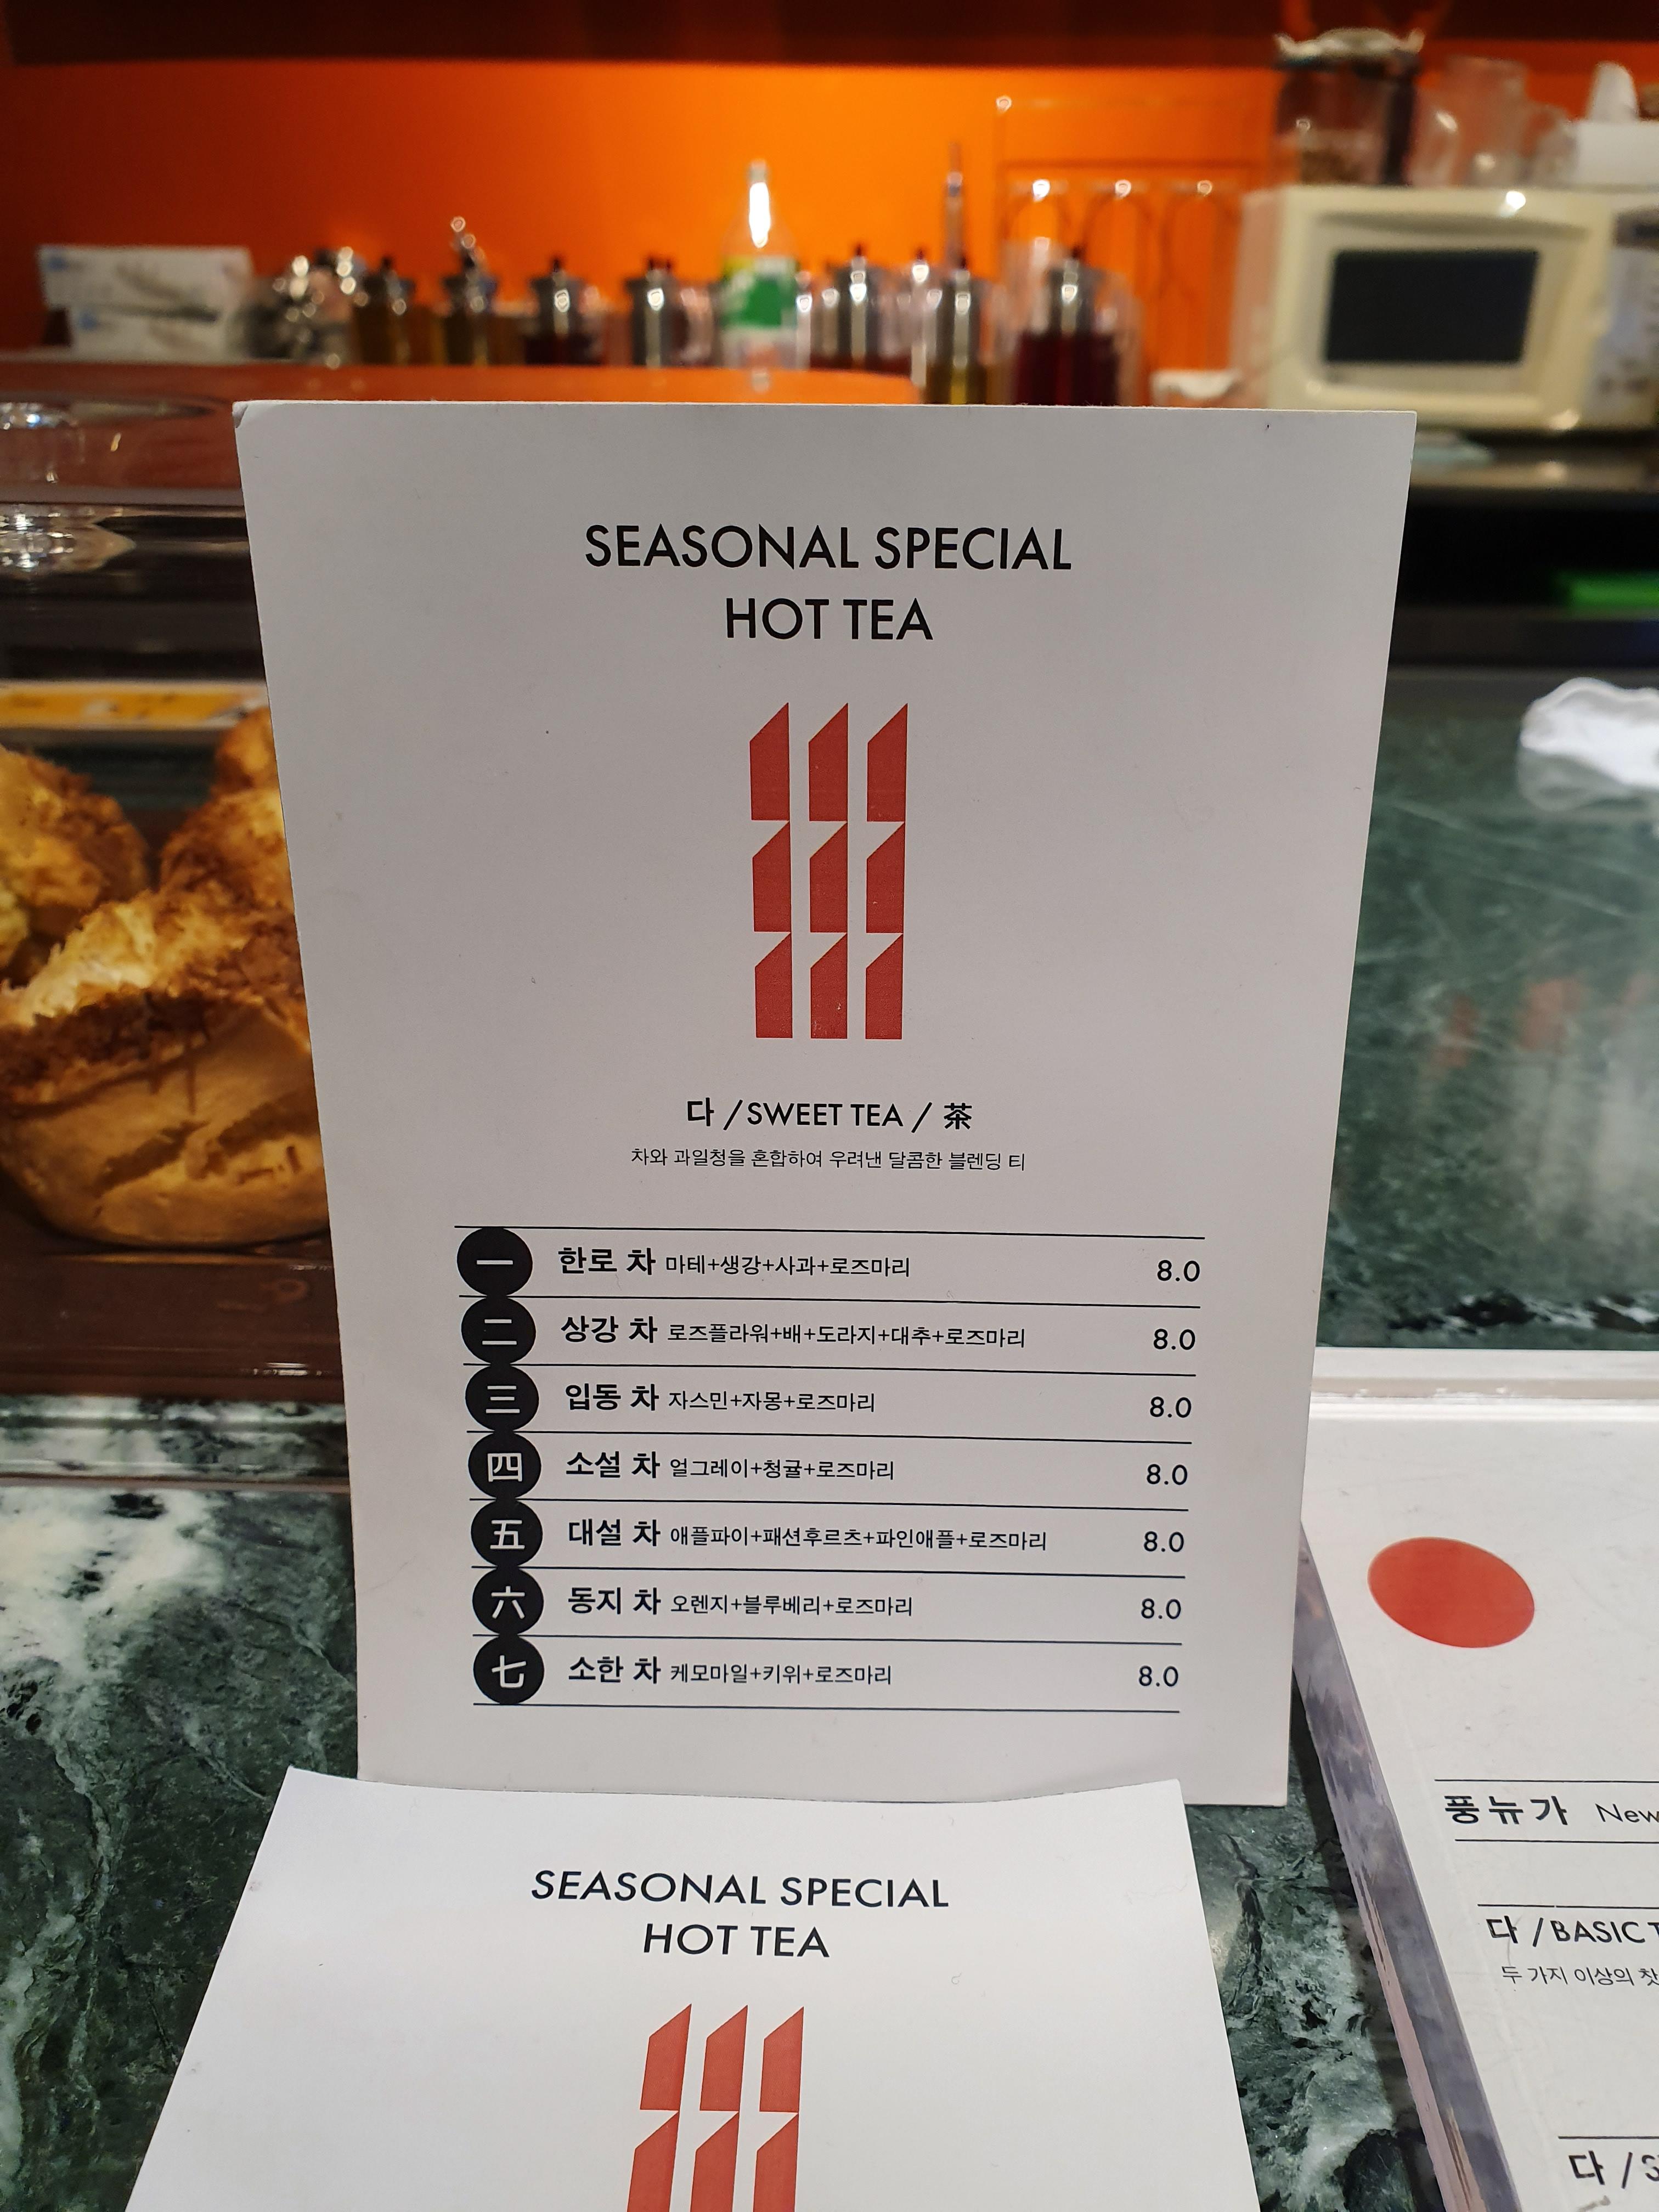 SEASONAL SPECIAL
HOT TEA
다 / SWEET TEA / 茶
차와 과일청을 혼합하여 우려낸 달콤한 블렌딩 티
一 한로 차 마테+생강+사과+로즈마리 8.0
二 상강 차 로즈플라워+배+도라지+대추+로즈마리 8.0
三 입동 차 자스민+자몽+로즈마리 8.0
四 소설 차 얼그레이+청귤+로즈마리 8.0
五 대설 차 애플파이+패션후르츠+파인애플+로즈마리 8.0
六 동지 차 오렌지+블루베리+로즈마리 8.0
七 소한 차 케모마일+키위+로즈마리 8.0
SEASONAL SPECIAL
HOT TEA
풍뉴가 New
다 / BASIC T
두 가지 이상의 찻
다 / S